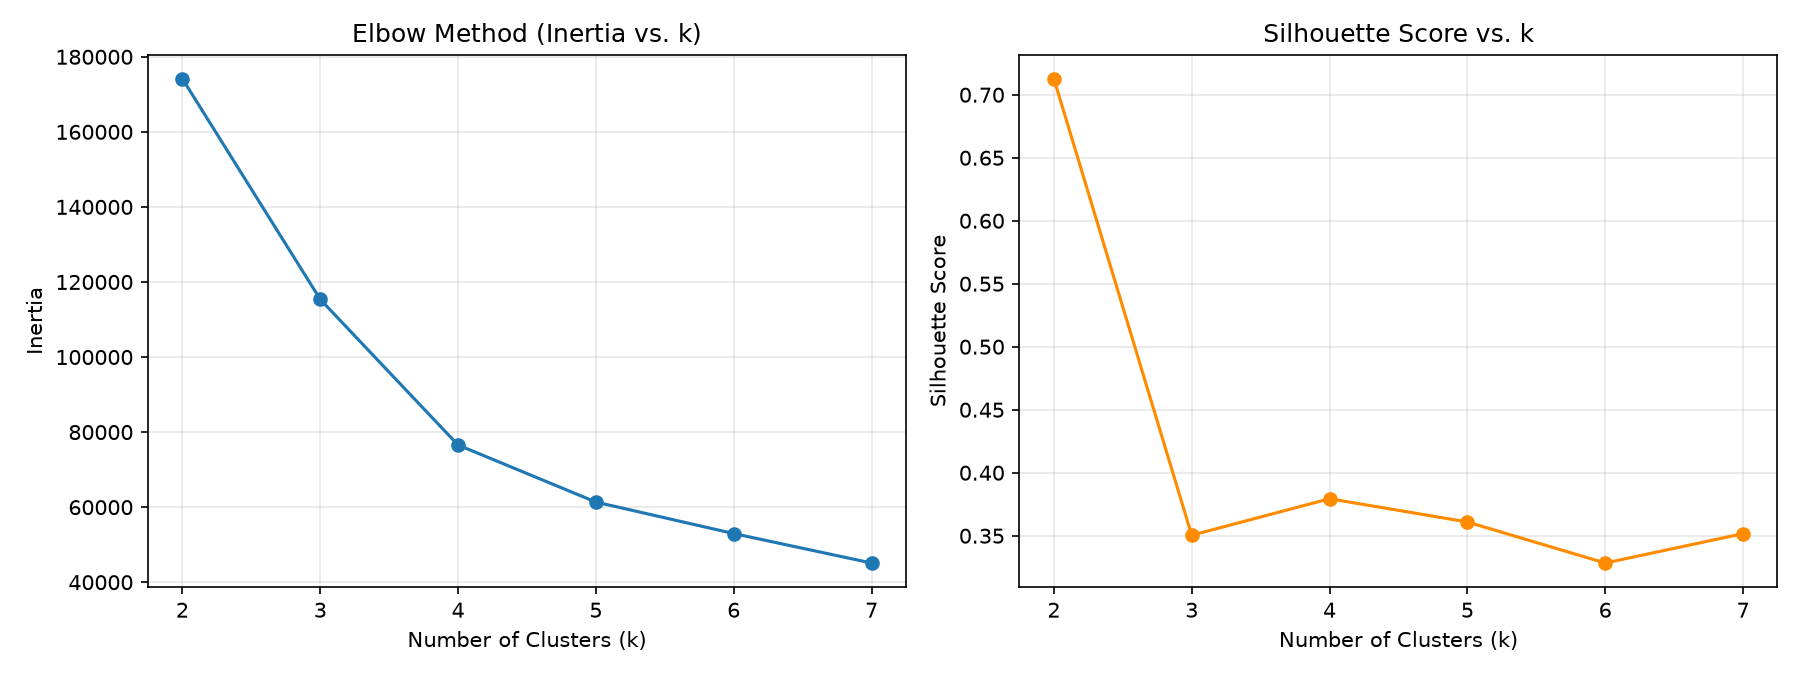 Elbow Method (Inertia vs. k)
180000
160000
140000
120000
100000
80000
60000
40000
Inertia
2 3 4 5 6 7
Number of Clusters (k)
Silhouette Score vs. k
0.70
0.65
0.60
0.55
0.50
0.45
0.40
0.35
Silhouette Score
2 3 4 5 6 7
Number of Clusters (k)